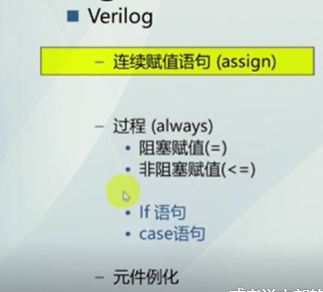 Verilog
– 连续赋值语句 (assign)
– 过程 (always)
• 阻塞赋值(=)
• 非阻塞赋值(<=)
• If 语句
• case语句
– 元件例化